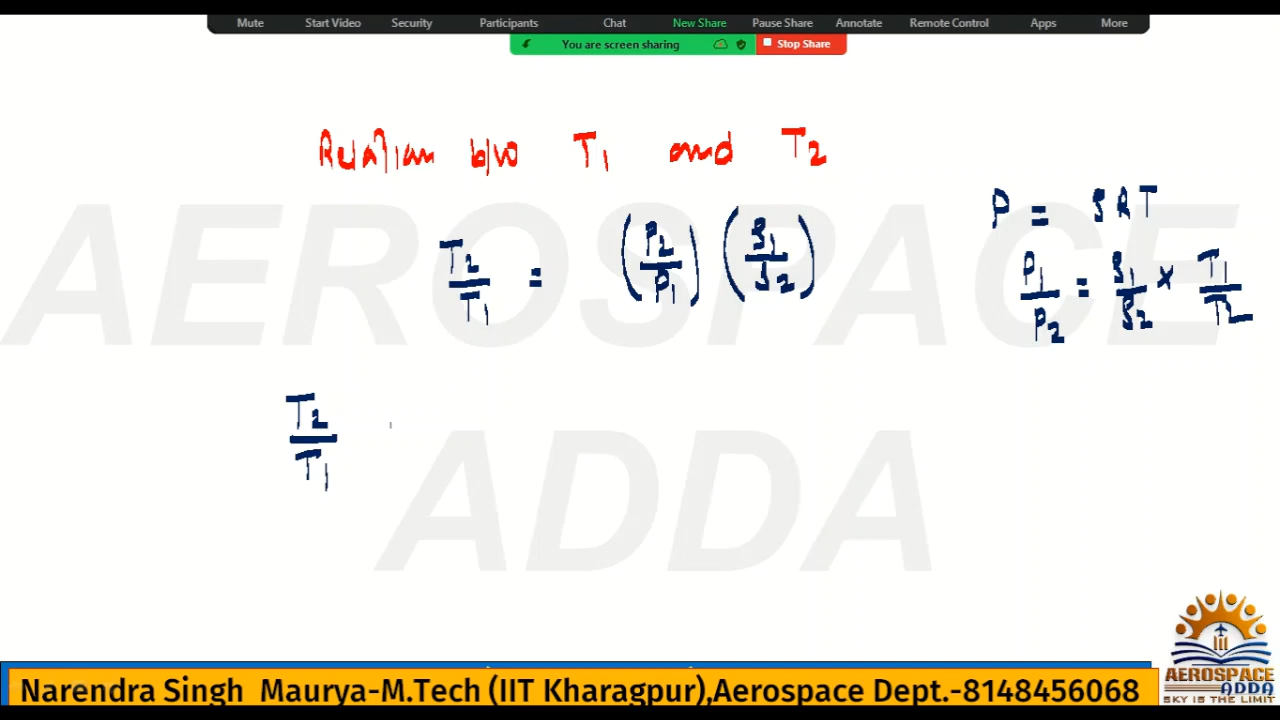 Mute Start Video Security Participants Chat New Share Pause Share Annotate Remote Control Apps More
You are screen sharing Stop Share
Relation b/w T1 and T2
P = ρRT
T2/T1 = (P2/P1) (ρ1/ρ2)
P1/P2 = ρ1/ρ2 × T1/T2
T2/T1
AEROSPACE
ADDA
AEROSPACE
ADDA
SKY IS THE LIMIT
Narendra Singh Maurya-M.Tech (IIT Kharagpur),Aerospace Dept.-8148456068